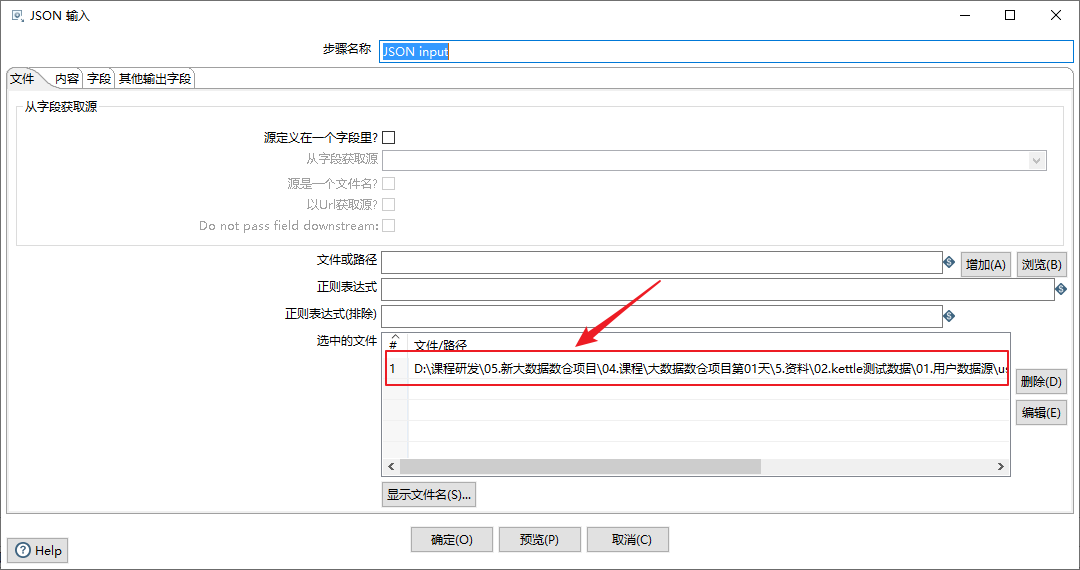 JSON 输入
步骤名称 JSON input
文件 内容 字段 其他输出字段
从字段获取源
源定义在一个字段里?
从字段获取源
源是一个文件名?
以Url获取源?
Do not pass field downstream:
文件或路径 增加(A) 浏览(B)
正则表达式
正则表达式(排除)
选中的文件 # 文件/路径
1 D:\课程研发\05.新大数据数仓项目\04.课程\大数据数仓项目第01天\5.资料\02.kettle测试数据\01.用户数据源\us
删除(D)
编辑(E)
显示文件名(S)...
确定(O) 预览(P) 取消(C)
Help